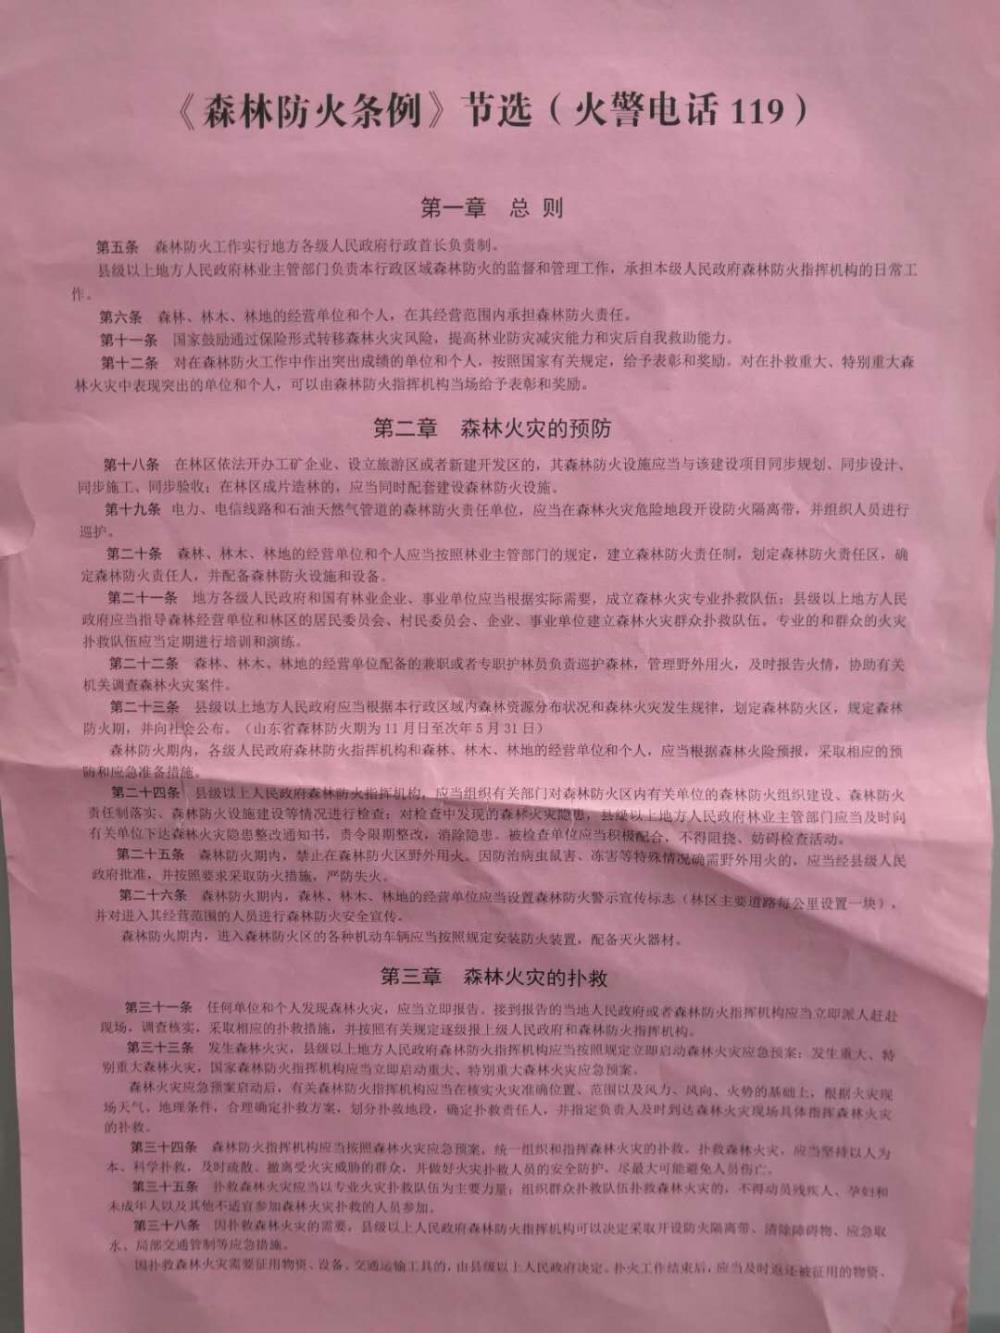 《森林防火条例》节选（火警电话119）
第一章 总 则
第五条 森林防火工作实行地方各级人民政府行政首长负责制。
县级以上地方人民政府林业主管部门负责本行政区域森林防火的监督和管理工作，承担本级人民政府森林防火指挥机构的日常工
作。
第六条 森林、林木、林地的经营单位和个人，在其经营范围内承担森林防火责任。
第十一条 国家鼓励通过保险形式转移森林火灾风险，提高林业防灾减灾能力和灾后自我救助能力。
第十二条 对在森林防火工作中作出突出成绩的单位和个人，按照国家有关规定，给予表彰和奖励。对在扑救重大、特别重大森
林火灾中表现突出的单位和个人，可以由森林防火指挥机构当场给予表彰和奖励。
第二章 森林火灾的预防
第十八条 在林区依法开办工矿企业、设立旅游区或者新建开发区的，其森林防火设施应当与该建设项目同步规划、同步设计、
同步施工、同步验收；在林区成片造林的，应当同时配套建设森林防火设施。
第十九条 电力、电信线路和石油天然气管道的森林防火责任单位，应当在森林火灾危险地段开设防火隔离带，并组织人员进行
巡护。
第二十条 森林、林木、林地的经营单位和个人应当按照林业主管部门的规定，建立森林防火责任制，划定森林防火责任区，确
定森林防火责任人，并配备森林防火设施和设备。
第二十一条 地方各级人民政府和国有林业企业、事业单位应当根据实际需要，成立森林火灾专业扑救队伍；县级以上地方人民
政府应当指导森林经营单位和林区的居民委员会、村民委员会、企业、事业单位建立森林火灾群众扑救队伍。专业的和群众的火灾
扑救队伍应当定期进行培训和演练。
第二十二条 森林、林木、林地的经营单位配备的兼职或者专职护林员负责巡护森林，管理野外用火，及时报告火情，协助有关
机关调查森林火灾案件。
第二十三条 县级以上地方人民政府应当根据本行政区域内森林资源分布状况和森林火灾发生规律，划定森林防火区，规定森林
防火期，并向社会公布。（山东省森林防火期为11月日至次年5月31日）
森林防火期内，各级人民政府森林防火指挥机构和森林、林木、林地的经营单位和个人，应当根据森林火险预报，采取相应的预
防和应急准备措施。
第二十四条 县级以上人民政府森林防火指挥机构，应当组织有关部门对森林防火区内有关单位的森林防火组织建设、森林防火
责任制落实、森林防火设施建设等情况进行检查；对检查中发现的森林火灾隐患，县级以上地方人民政府林业主管部门应当及时向
有关单位下达森林火灾隐患整改通知书，责令限期整改，消除隐患。被检查单位应当积极配合，不得阻挠、妨碍检查活动。
第二十五条 森林防火期内，禁止在森林防火区野外用火。因防治病虫鼠害、冻害等特殊情况确需野外用火的，应当经县级人民
政府批准，并按照要求采取防火措施，严防失火。
第二十六条 森林防火期内，森林、林木、林地的经营单位应当设置森林防火警示宣传标志（林区主要道路每公里设置一块），
并对进入其经营范围的人员进行森林防火安全宣传。
森林防火期内，进入森林防火区的各种机动车辆应当按照规定安装防火装置，配备灭火器材。
第三章 森林火灾的扑救
第三十一条 任何单位和个人发现森林火灾，应当立即报告。接到报告的当地人民政府或者森林防火指挥机构应当立即派人赶赴
现场，调查核实，采取相应的扑救措施，并按照有关规定逐级报上级人民政府和森林防火指挥机构。
第三十三条 发生森林火灾，县级以上地方人民政府森林防火指挥机构应当按照规定立即启动森林火灾应急预案；发生重大、特
别重大森林火灾，国家森林防火指挥机构应当立即启动重大、特别重大森林火灾应急预案。
森林火灾应急预案启动后，有关森林防火指挥机构应当在核实火灾准确位置、范围以及风力、风向、火势的基础上，根据火灾现
场天气、地理条件，合理确定扑救方案，划分扑救地段，确定扑救责任人，并指定负责人及时到达森林火灾现场具体指挥森林火灾
的扑救。
第三十四条 森林防火指挥机构应当按照森林火灾应急预案，统一组织和指挥森林火灾的扑救。扑救森林火灾，应当坚持以人为
本、科学扑救，及时疏散、撤离受火灾威胁的群众，并做好火灾扑救人员的安全防护，尽最大可能避免人员伤亡。
第三十五条 扑救森林火灾应当以专业火灾扑救队伍为主要力量；组织群众扑救队伍扑救森林火灾的，不得动员残疾人、孕妇和
未成年人以及其他不适宜参加森林火灾扑救的人员参加。
第三十八条 因扑救森林火灾的需要，县级以上人民政府森林防火指挥机构可以决定采取开设防火隔离带、清除障碍物、应急取
水、局部交通管制等应急措施。
因扑救森林火灾需要征用物资、设备、交通运输工具的，由县级以上人民政府决定。扑火工作结束后，应当及时返还被征用的物资、